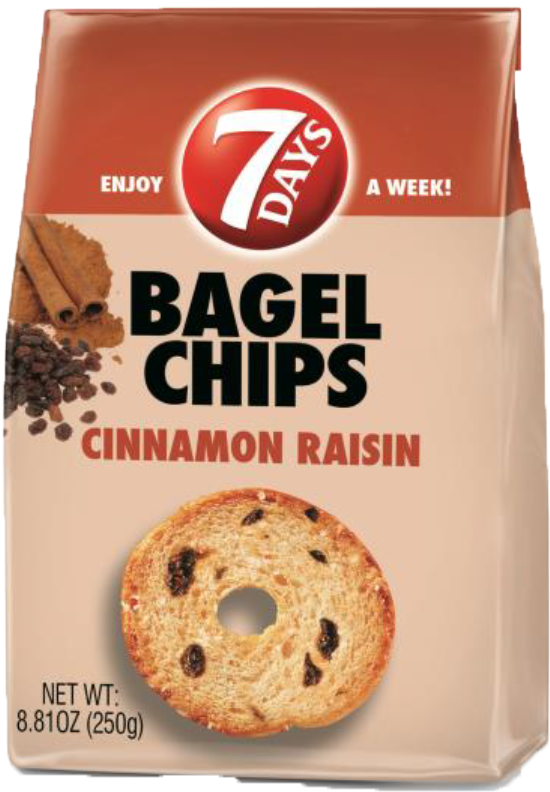 7 DAYS
ENJOY A WEEK!
BAGEL
CHIPS
CINNAMON RAISIN
NET WT:
8.81OZ (250g)